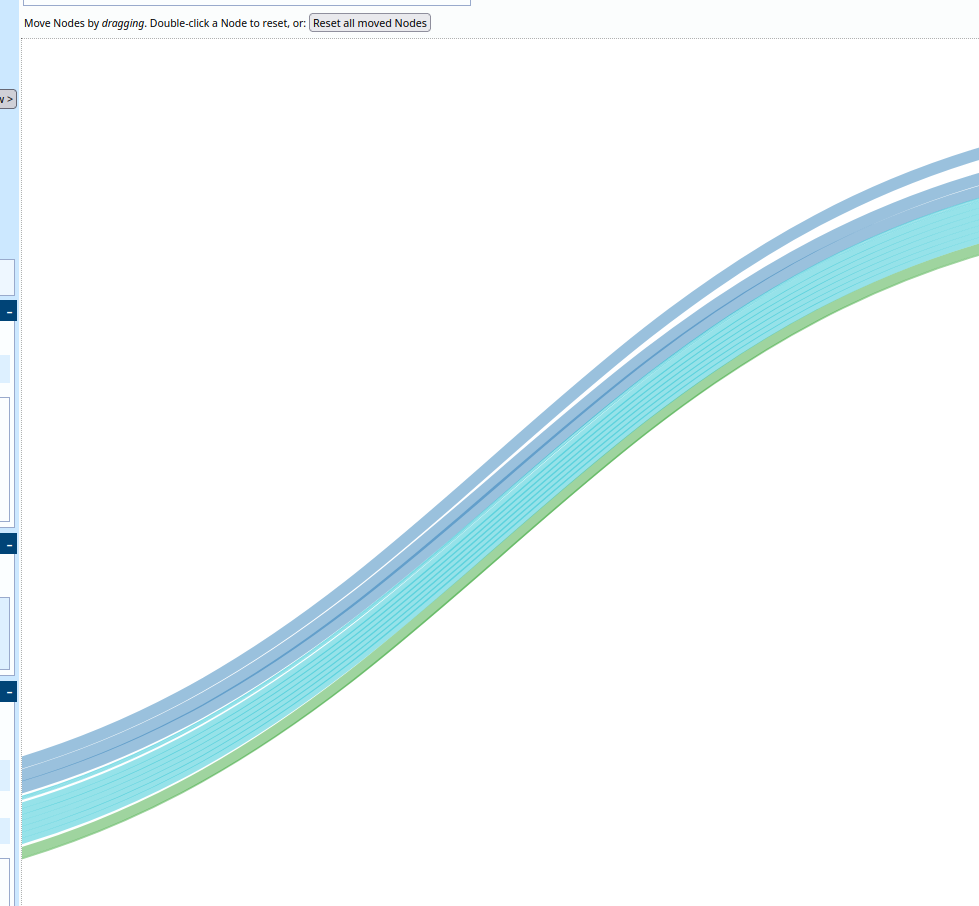 Move Nodes by dragging. Double-click a Node to reset, or: Reset all moved Nodes
w >
–
–
–